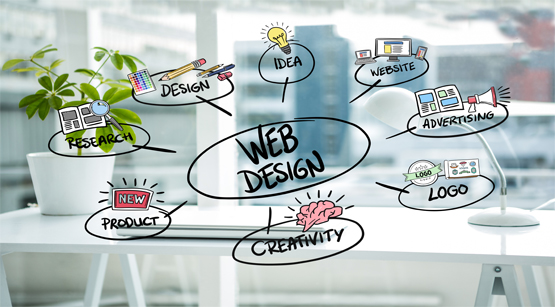 IDEA
DESIGN
WEBSITE
RESEARCH
ADVERTISING
WEB
DESIGN
LOGO
LOGO
NEW
PRODUCT
CREATIVITY